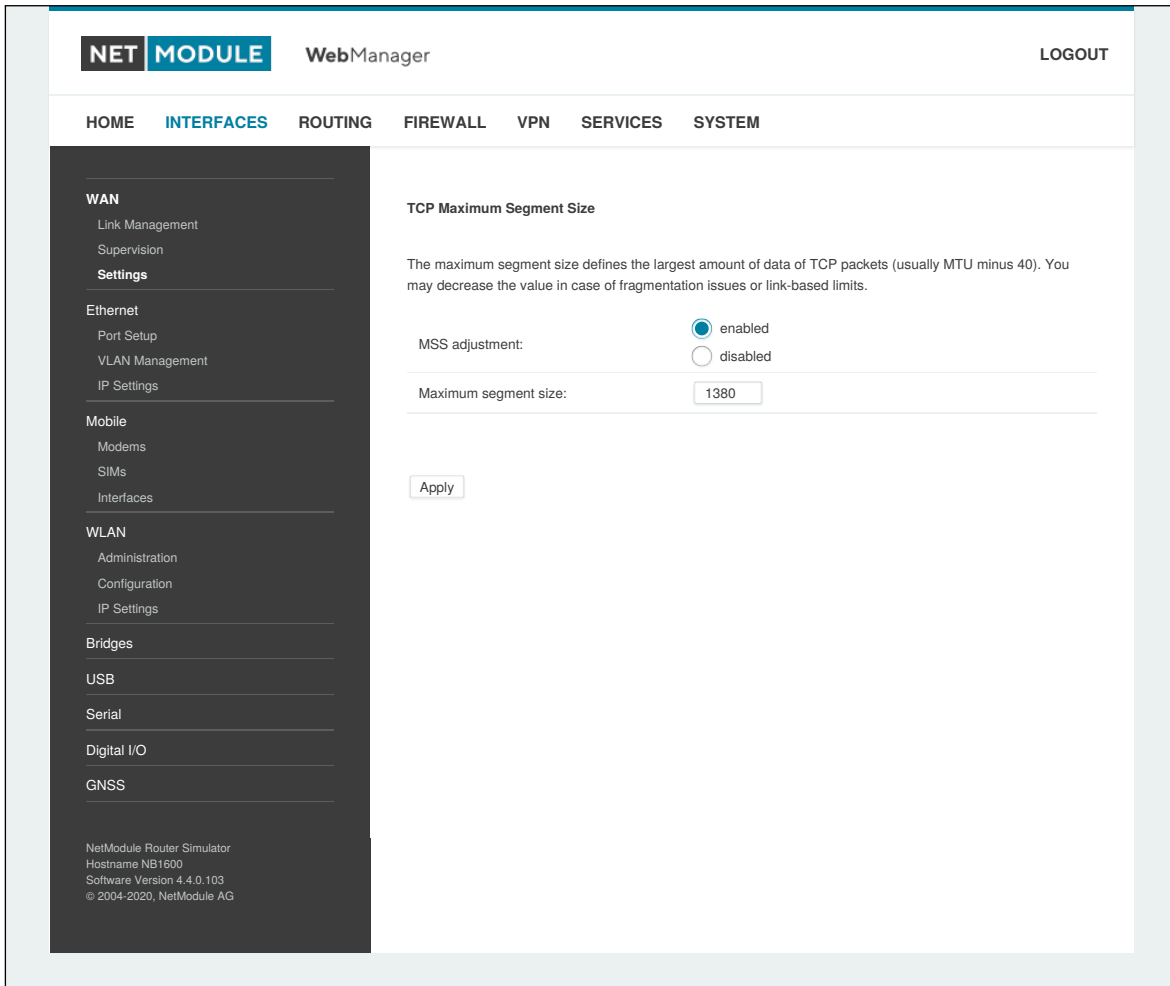 NET MODULE WebManager LOGOUT
HOME INTERFACES ROUTING FIREWALL VPN SERVICES SYSTEM
WAN
Link Management
Supervision
Settings
Ethernet
Port Setup
VLAN Management
IP Settings
Mobile
Modems
SIMs
Interfaces
WLAN
Administration
Configuration
IP Settings
Bridges
USB
Serial
Digital I/O
GNSS
NetModule Router Simulator
Hostname NB1600
Software Version 4.4.0.103
© 2004-2020, NetModule AG
TCP Maximum Segment Size
The maximum segment size defines the largest amount of data of TCP packets (usually MTU minus 40). You
may decrease the value in case of fragmentation issues or link-based limits.
MSS adjustment:
enabled
disabled
Maximum segment size: 1380
Apply